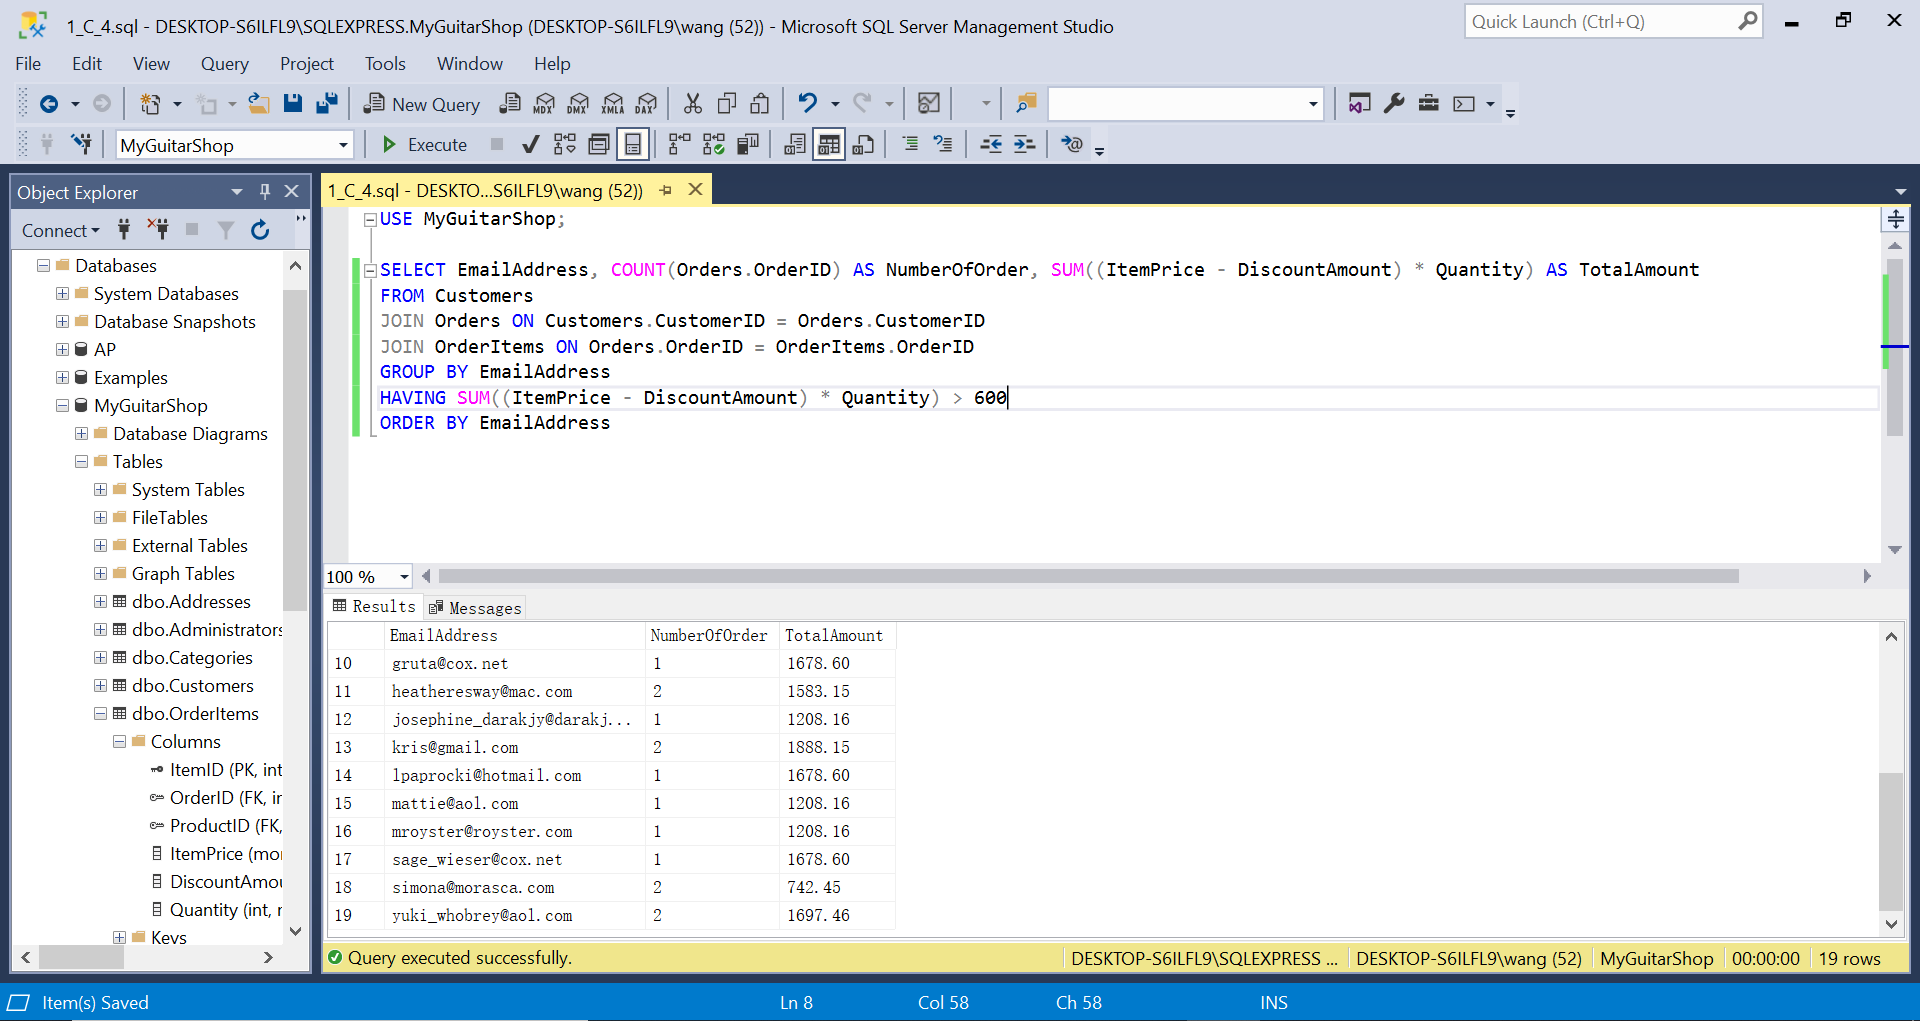 1_C_4.sql - DESKTOP-S6ILFL9\SQLEXPRESS.MyGuitarShop (DESKTOP-S6ILFL9\wang (52)) - Microsoft SQL Server Management Studio
Quick Launch (Ctrl+Q)
File Edit View Query Project Tools Window Help
New Query MDX DMX XMLA DAX
MyGuitarShop Execute
Object Explorer
Connect
Databases
System Databases
Database Snapshots
AP
Examples
MyGuitarShop
Database Diagrams
Tables
System Tables
FileTables
External Tables
Graph Tables
dbo.Addresses
dbo.Administrators
dbo.Categories
dbo.Customers
dbo.OrderItems
Columns
ItemID (PK, int
OrderID (FK, in
ProductID (FK,
ItemPrice (mon
DiscountAmou
Quantity (int, n
Keys
1_C_4.sql - DESKTO...S6ILFL9\wang (52))
USE MyGuitarShop;
SELECT EmailAddress, COUNT(Orders.OrderID) AS NumberOfOrder, SUM((ItemPrice - DiscountAmount) * Quantity) AS TotalAmount
FROM Customers
JOIN Orders ON Customers.CustomerID = Orders.CustomerID
JOIN OrderItems ON Orders.OrderID = OrderItems.OrderID
GROUP BY EmailAddress
HAVING SUM((ItemPrice - DiscountAmount) * Quantity) > 600
ORDER BY EmailAddress
100 %
Results Messages
EmailAddress NumberOfOrder TotalAmount
10 gruta@cox.net 1 1678.60
11 heatheresway@mac.com 2 1583.15
12 josephine_darakjy@darakj... 1 1208.16
13 kris@gmail.com 2 1888.15
14 lpaprocki@hotmail.com 1 1678.60
15 mattie@aol.com 1 1208.16
16 mroyster@royster.com 1 1208.16
17 sage_wieser@cox.net 1 1678.60
18 simona@morasca.com 2 742.45
19 yuki_whobrey@aol.com 2 1697.46
Query executed successfully. DESKTOP-S6ILFL9\SQLEXPRESS ... DESKTOP-S6ILFL9\wang (52) MyGuitarShop 00:00:00 19 rows
Item(s) Saved Ln 8 Col 58 Ch 58 INS